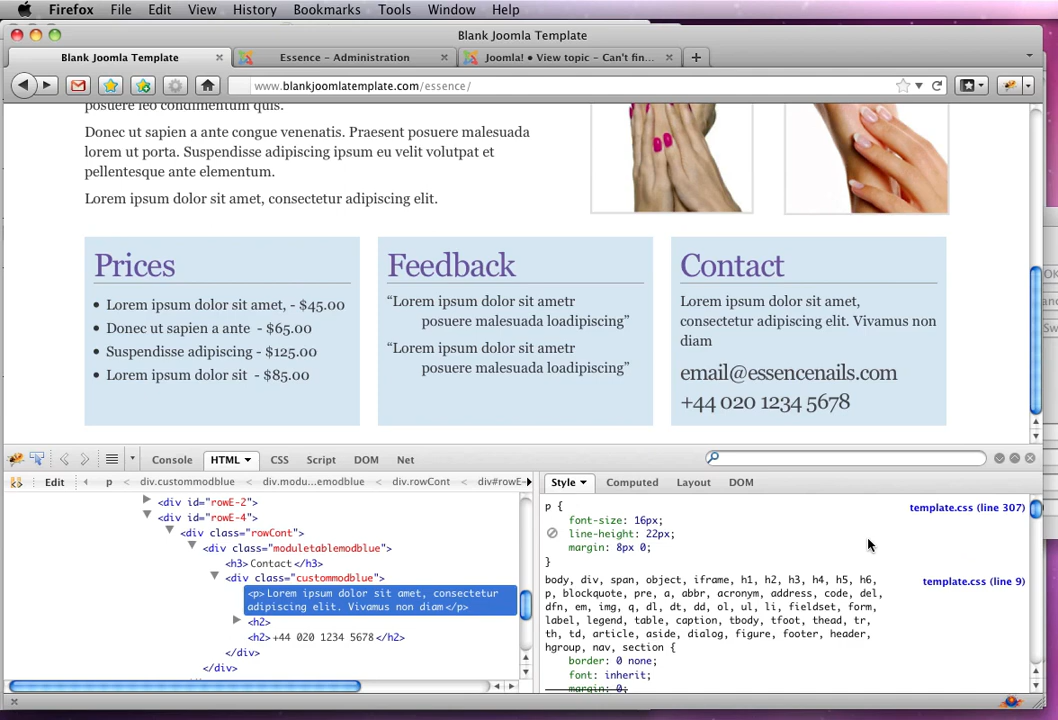 Firefox File Edit View History Bookmarks Tools Window Help
Blank Joomla Template
Blank Joomla Template
Essence - Administration
Joomla! • View topic - Can't fin...
www.blankjoomlatemplate.com/essence/
posuere leo condimentum quis.
Donec ut sapien a ante congue venenatis. Praesent posuere malesuada
lorem ut porta. Suspendisse adipiscing ipsum eu velit volutpat et
pellentesque ante elementum.
Lorem ipsum dolor sit amet, consectetur adipiscing elit.
Prices
• Lorem ipsum dolor sit amet, - $45.00
• Donec ut sapien a ante - $65.00
• Suspendisse adipiscing - $125.00
• Lorem ipsum dolor sit - $85.00
Feedback
“Lorem ipsum dolor sit ametr
posuere malesuada loadipiscing”
“Lorem ipsum dolor sit ametr
posuere malesuada loadipiscing”
Contact
Lorem ipsum dolor sit amet,
consectetur adipiscing elit. Vivamus non
diam
email@essencenails.com
+44 020 1234 5678
Console HTML CSS Script DOM Net
Edit p div.custommodblue div.modu...emodblue div.rowCont div#rowE-
<div id="rowE-2">
<div id="rowE-4">
<div class="rowCont">
<div class="moduletablemodblue">
<h3>Contact</h3>
<div class="custommodblue">
<p>Lorem ipsum dolor sit amet, consectetur
adipiscing elit. Vivamus non diam</p>
<h2>
<h2>+44 020 1234 5678</h2>
</div>
</div>
Style Computed Layout DOM
p {
template.css (line 307)
font-size: 16px;
line-height: 22px;
margin: 8px 0;
}
body, div, span, object, iframe, h1, h2, h3, h4, h5, h6,
template.css (line 9)
p, blockquote, pre, a, abbr, acronym, address, code, del,
dfn, em, img, q, dl, dt, dd, ol, ul, li, fieldset, form,
label, legend, table, caption, tbody, tfoot, thead, tr,
th, td, article, aside, dialog, figure, footer, header,
hgroup, nav, section {
border: 0 none;
font: inherit;
margin: 0;